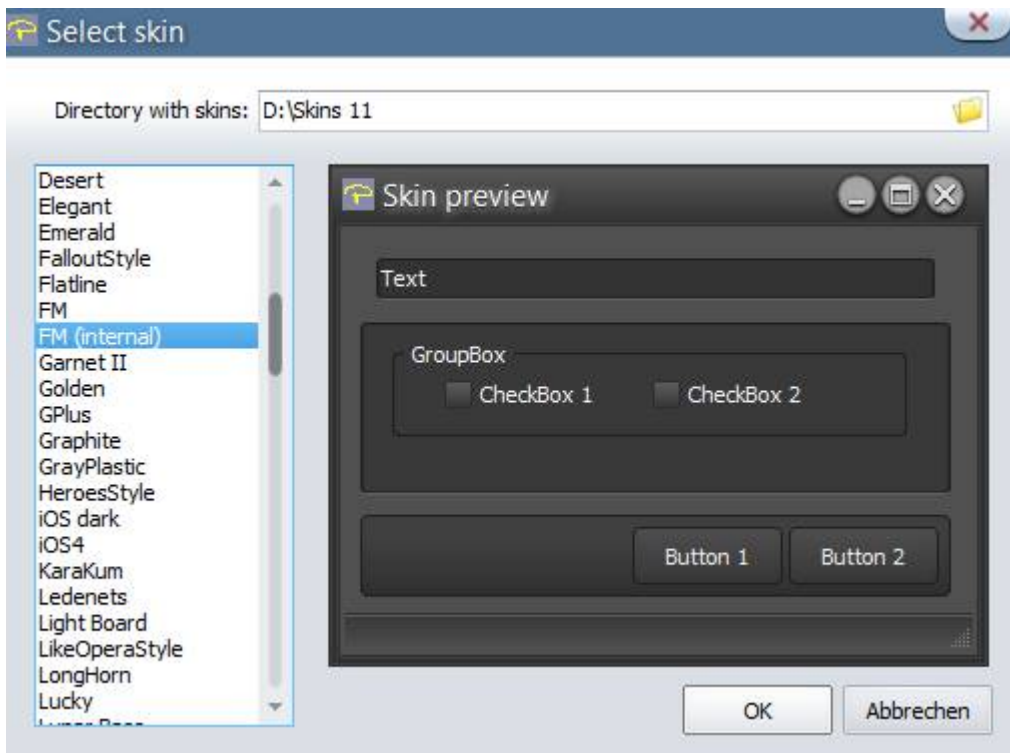 Select skin
Directory with skins: D:\Skins 11
Desert
Elegant
Emerald
FalloutStyle
Flatline
FM
FM (internal)
Garnet II
Golden
GPlus
Graphite
GrayPlastic
HeroesStyle
iOS dark
iOS4
KaraKum
Ledenets
Light Board
LikeOperaStyle
LongHorn
Lucky
Skin preview
Text
GroupBox
CheckBox 1 CheckBox 2
Button 1 Button 2
OK Abbrechen